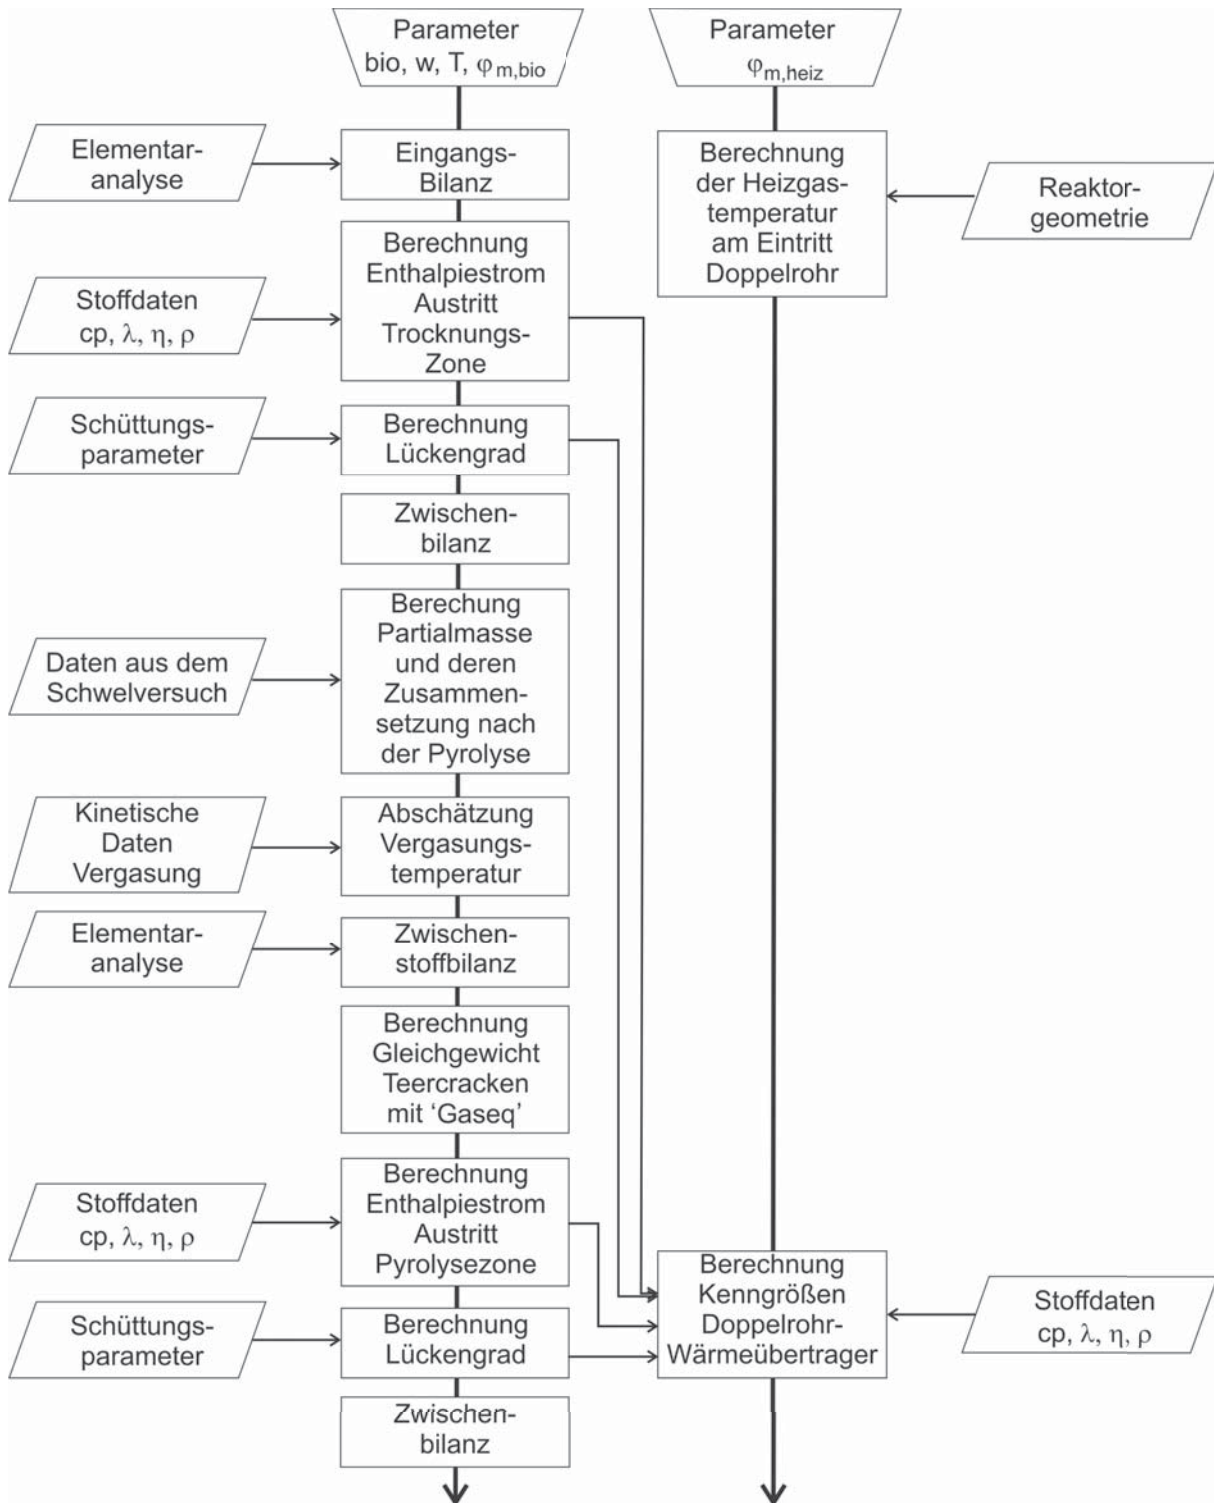 Parameter
bio, w, T, φm,bio
Parameter
φm,heiz
Elementar-
analyse
Eingangs-
Bilanz
Berechnung
der Heizgas-
temperatur
am Eintritt
Doppelrohr
Reaktor-
geometrie
Stoffdaten
cp, λ, η, ρ
Berechnung
Enthalpiestrom
Austritt
Trocknungs-
Zone
Schüttungs-
parameter
Berechnung
Lückengrad
Zwischen-
bilanz
Daten aus dem
Schwelversuch
Berechung
Partialmasse
und deren
Zusammen-
setzung nach
der Pyrolyse
Kinetische
Daten
Vergasung
Abschätzung
Vergasungs-
temperatur
Elementar-
analyse
Zwischen-
stoffbilanz
Berechnung
Gleichgewicht
Teercracken
mit ‘Gaseq’
Stoffdaten
cp, λ, η, ρ
Berechnung
Enthalpiestrom
Austritt
Pyrolysezone
Berechnung
Kenngrößen
Doppelrohr-
Wärmeübertrager
Stoffdaten
cp, λ, η, ρ
Schüttungs-
parameter
Berechnung
Lückengrad
Zwischen-
bilanz